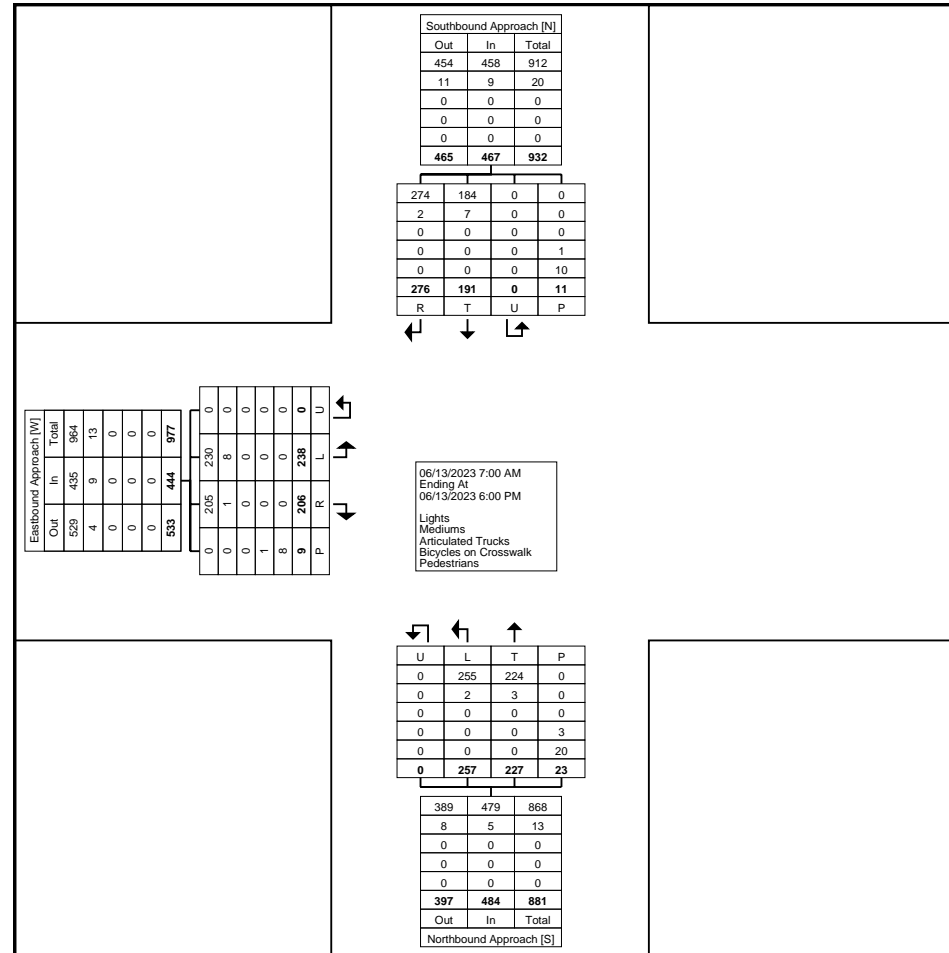 Southbound Approach [N]
Out In Total
454 458 912
11 9 20
0 0 0
0 0 0
0 0 0
465 467 932
274 184 0 0
2 7 0 0
0 0 0 0
0 0 0 1
0 0 0 10
276 191 0 11
R T U P
Eastbound Approach [W]
Out In Total
529 435 964
4 9 13
0 0 0
0 0 0
0 0 0
533 444 977
0 205 230 0
0 1 8 0
0 0 0 0
1 0 0 0
8 0 0 0
9 206 238 0
P R L U
06/13/2023 7:00 AM
Ending At
06/13/2023 6:00 PM
Lights
Mediums
Articulated Trucks
Bicycles on Crosswalk
Pedestrians
U L T P
0 255 224 0
0 2 3 0
0 0 0 0
0 0 0 3
0 0 0 20
0 257 227 23
389 479 868
8 5 13
0 0 0
0 0 0
0 0 0
397 484 881
Out In Total
Northbound Approach [S]